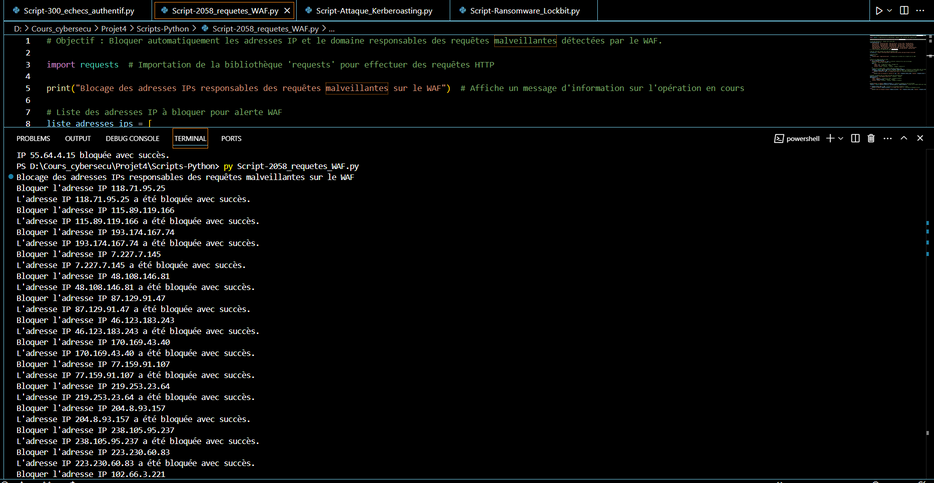 Script-300_echecs_authentif.py Script-2058_requetes_WAF.py Script-Attaque_Kerberoasting.py Script-Ransomware_Lockbit.py
D: > Cours_cybersecu > Projet4 > Scripts-Python > Script-2058_requetes_WAF.py > ...
1 # Objectif : Bloquer automatiquement les adresses IP et le domaine responsables des requêtes malveillantes détectées par le WAF.
2
3 import requests # Importation de la bibliothèque 'requests' pour effectuer des requêtes HTTP
4
5 print("Blocage des adresses IPs responsables des requêtes malveillantes sur le WAF") # Affiche un message d'information sur l'opération en cours
6
7 # Liste des adresses IP à bloquer pour alerte WAF
8 liste_adresses_ips = [
PROBLEMS OUTPUT DEBUG CONSOLE TERMINAL PORTS powershell
IP 55.64.4.15 bloquée avec succès.
PS D:\Cours_cybersecu\Projet4\Scripts-Python> py Script-2058_requetes_WAF.py
Blocage des adresses IPs responsables des requêtes malveillantes sur le WAF
Bloquer l'adresse IP 118.71.95.25
L'adresse IP 118.71.95.25 a été bloquée avec succès.
Bloquer l'adresse IP 115.89.119.166
L'adresse IP 115.89.119.166 a été bloquée avec succès.
Bloquer l'adresse IP 193.174.167.74
L'adresse IP 193.174.167.74 a été bloquée avec succès.
Bloquer l'adresse IP 7.227.7.145
L'adresse IP 7.227.7.145 a été bloquée avec succès.
Bloquer l'adresse IP 48.108.146.81
L'adresse IP 48.108.146.81 a été bloquée avec succès.
Bloquer l'adresse IP 87.129.91.47
L'adresse IP 87.129.91.47 a été bloquée avec succès.
Bloquer l'adresse IP 46.123.183.243
L'adresse IP 46.123.183.243 a été bloquée avec succès.
Bloquer l'adresse IP 170.169.43.40
L'adresse IP 170.169.43.40 a été bloquée avec succès.
Bloquer l'adresse IP 77.159.91.107
L'adresse IP 77.159.91.107 a été bloquée avec succès.
Bloquer l'adresse IP 219.253.23.64
L'adresse IP 219.253.23.64 a été bloquée avec succès.
Bloquer l'adresse IP 204.8.93.157
L'adresse IP 204.8.93.157 a été bloquée avec succès.
Bloquer l'adresse IP 238.105.95.237
L'adresse IP 238.105.95.237 a été bloquée avec succès.
Bloquer l'adresse IP 223.230.60.83
L'adresse IP 223.230.60.83 a été bloquée avec succès.
Bloquer l'adresse IP 102.66.3.221